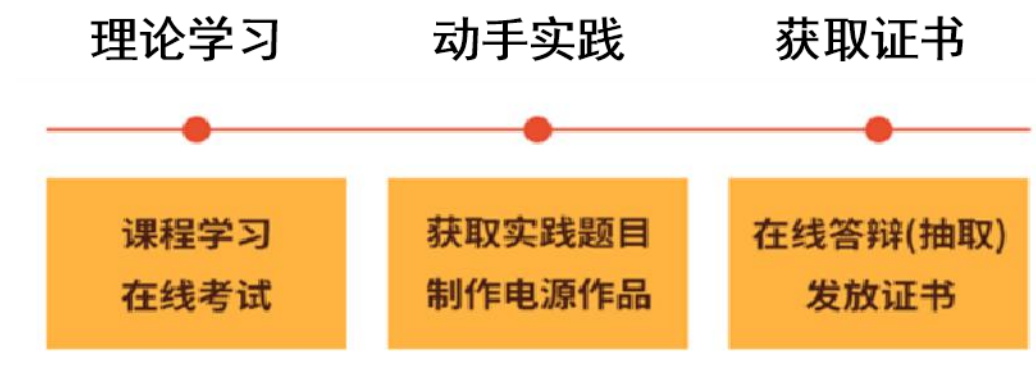 理论学习
动手实践
获取证书
课程学习
在线考试
获取实践题目
制作电源作品
在线答辩(抽取)
发放证书